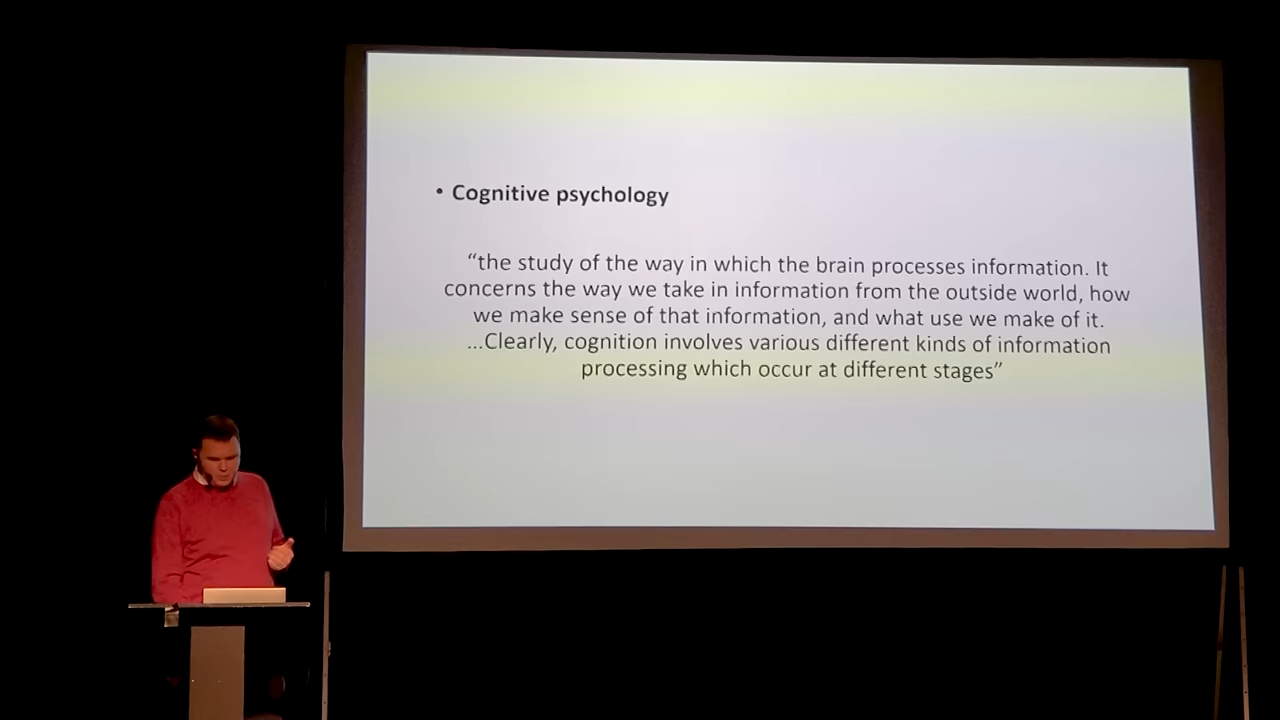 • Cognitive psychology
“the study of the way in which the brain processes information. It
concerns the way we take in information from the outside world, how
we make sense of that information, and what use we make of it.
...Clearly, cognition involves various different kinds of information
processing which occur at different stages”